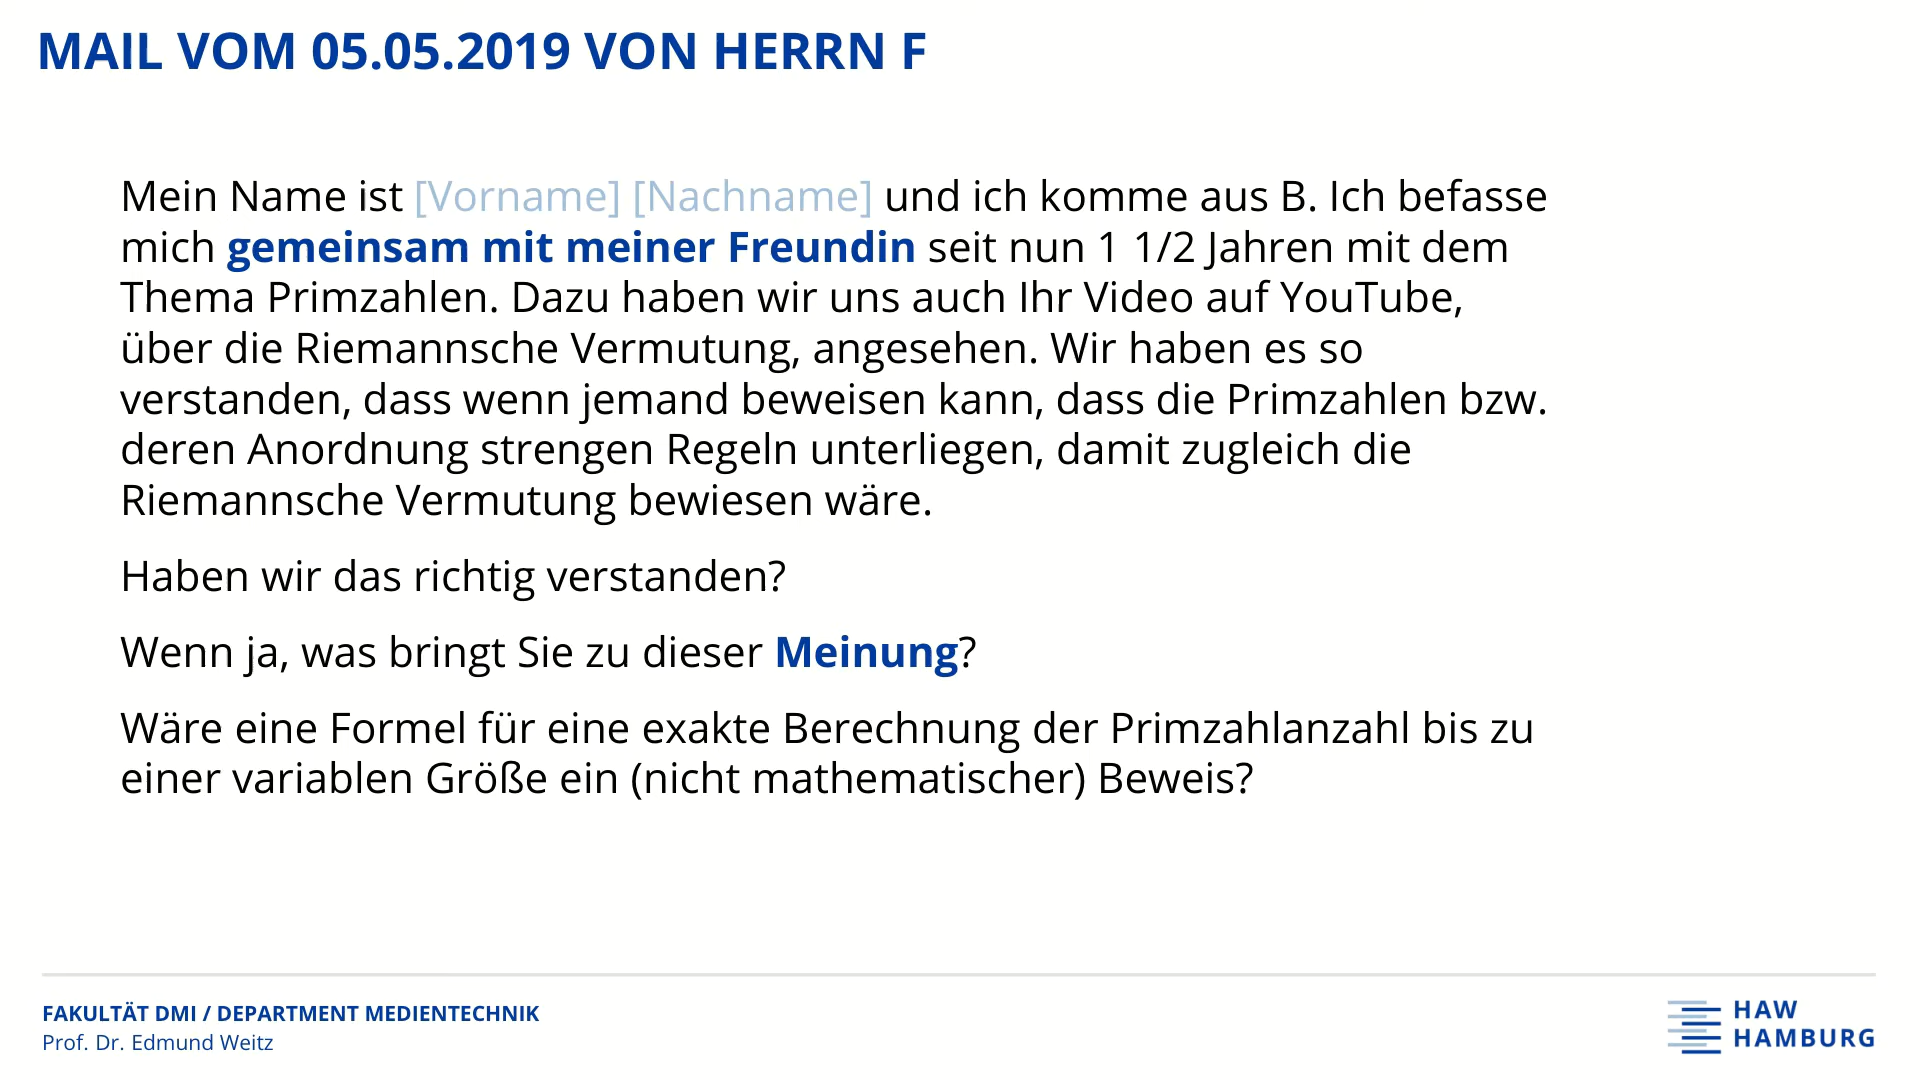 MAIL VOM 05.05.2019 VON HERRN F
Mein Name ist [Vorname] [Nachname] und ich komme aus B. Ich befasse
mich gemeinsam mit meiner Freundin seit nun 1 1/2 Jahren mit dem
Thema Primzahlen. Dazu haben wir uns auch Ihr Video auf YouTube,
über die Riemannsche Vermutung, angesehen. Wir haben es so
verstanden, dass wenn jemand beweisen kann, dass die Primzahlen bzw.
deren Anordnung strengen Regeln unterliegen, damit zugleich die
Riemannsche Vermutung bewiesen wäre.
Haben wir das richtig verstanden?
Wenn ja, was bringt Sie zu dieser Meinung?
Wäre eine Formel für eine exakte Berechnung der Primzahlanzahl bis zu
einer variablen Größe ein (nicht mathematischer) Beweis?
FAKULTÄT DMI / DEPARTMENT MEDIENTECHNIK
Prof. Dr. Edmund Weitz
HAW
HAMBURG